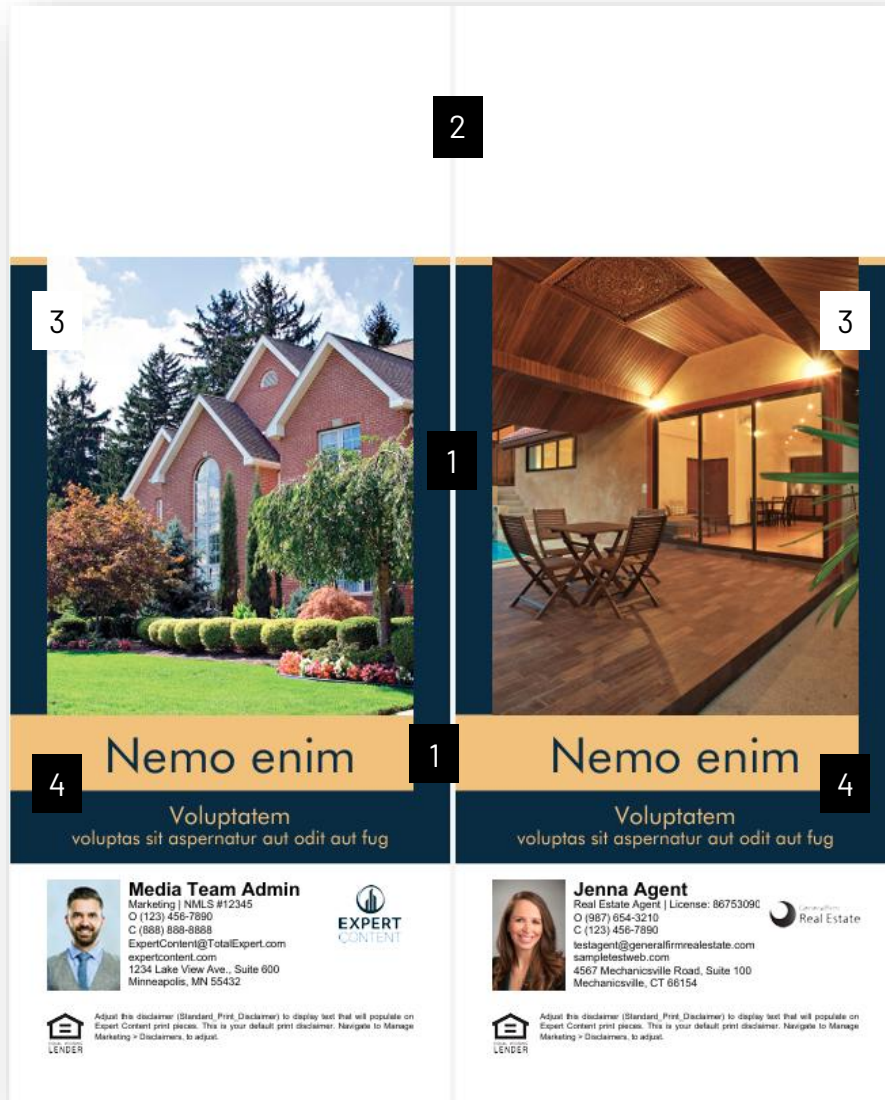 2
3
3
1
1
Nemo enim
4
Voluptatem
voluptas sit aspernatur aut odit aut fug
Media Team Admin
Marketing | NMLS #12345
O (123) 456-7890
C (888) 888-8888
ExpertContent@TotalExpert.com
expertcontent.com
1234 Lake View Ave., Suite 600
Minneapolis, MN 55432
EXPERT
CONTENT
Adjust this disclaimer (Standard_Print_Disclaimer) to display text that will populate on
Expert Content print pieces. This is your default print disclaimer. Navigate to Manage
Marketing > Disclaimers, to adjust.
LENDER
Nemo enim
4
Voluptatem
voluptas sit aspernatur aut odit aut fug
Jenna Agent
Real Estate Agent | License: 8675309
O (987) 654-3210
C (123) 456-7890
testagent@generalfirmrealestate.com
sampletestweb.com
4567 Mechanicsville Road, Suite 100
Mechanicsville, CT 66154
Real Estate
Adjust this disclaimer (Standard_Print_Disclaimer) to display text that will populate on
Expert Content print pieces. This is your default print disclaimer. Navigate to Manage
Marketing > Disclaimers, to adjust.
LENDER